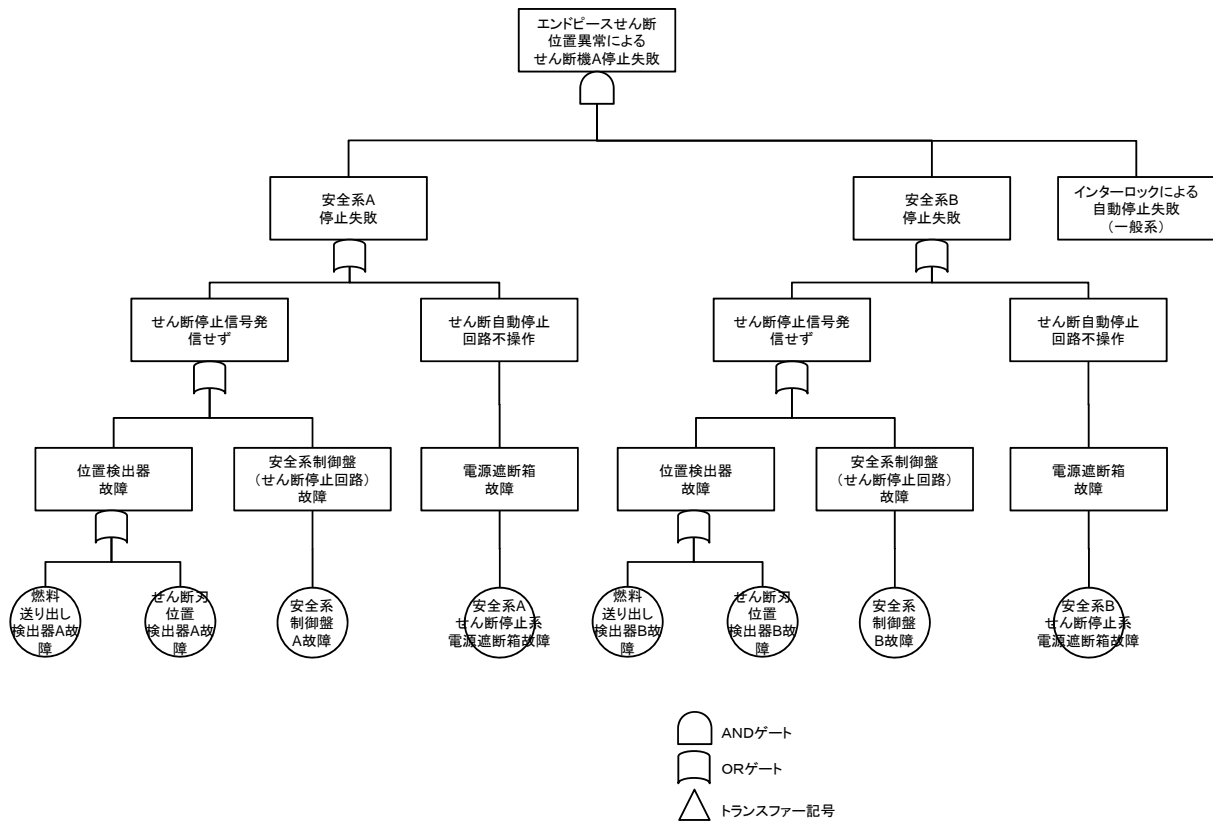 エンドピースせん断
位置異常による
せん断機A停止失敗
安全系A
停止失敗
安全系B
停止失敗
インターロックによる
自動停止失敗
（一般系）
せん断停止信号発
信せず
せん断自動停止
回路不操作
せん断停止信号発
信せず
せん断自動停止
回路不操作
位置検出器
故障
安全系制御盤
（せん断停止回路）
故障
電源遮断箱
故障
位置検出器
故障
安全系制御盤
（せん断停止回路）
故障
電源遮断箱
故障
燃料
送り出し
検出器A故
障
せん断刃
位置
検出器A故
障
安全系
制御盤
A故障
安全系A
せん断停止系
電源遮断箱故障
燃料
送り出し
検出器B故
障
せん断刃
位置
検出器B故
障
安全系
制御盤
B故障
安全系B
せん断停止系
電源遮断箱故障
ANDゲート
ORゲート
トランスファー記号